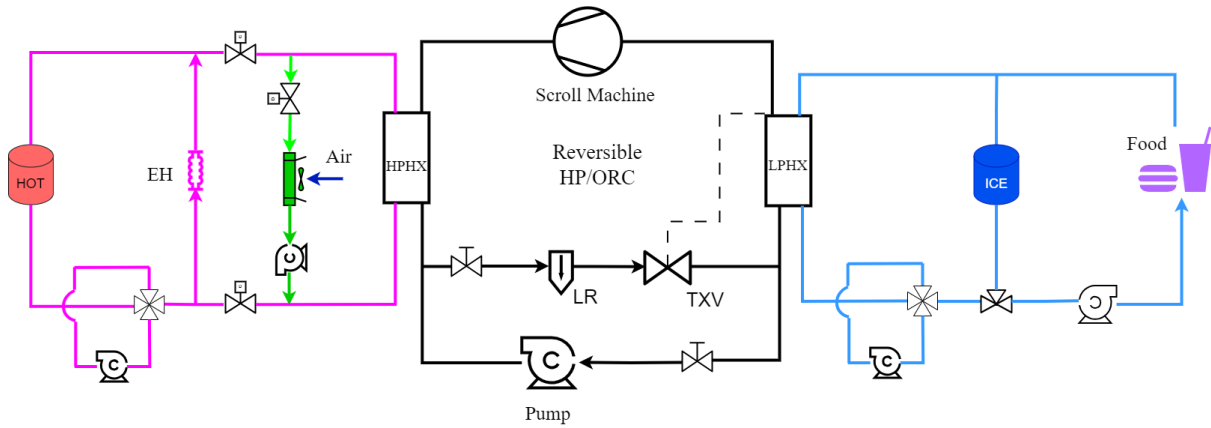 Scroll Machine
Reversible
HP/ORC
HOT
EH
Air
HPHX
LPHX
Food
ICE
LR
TXV
C
C
C
C
C
Pump